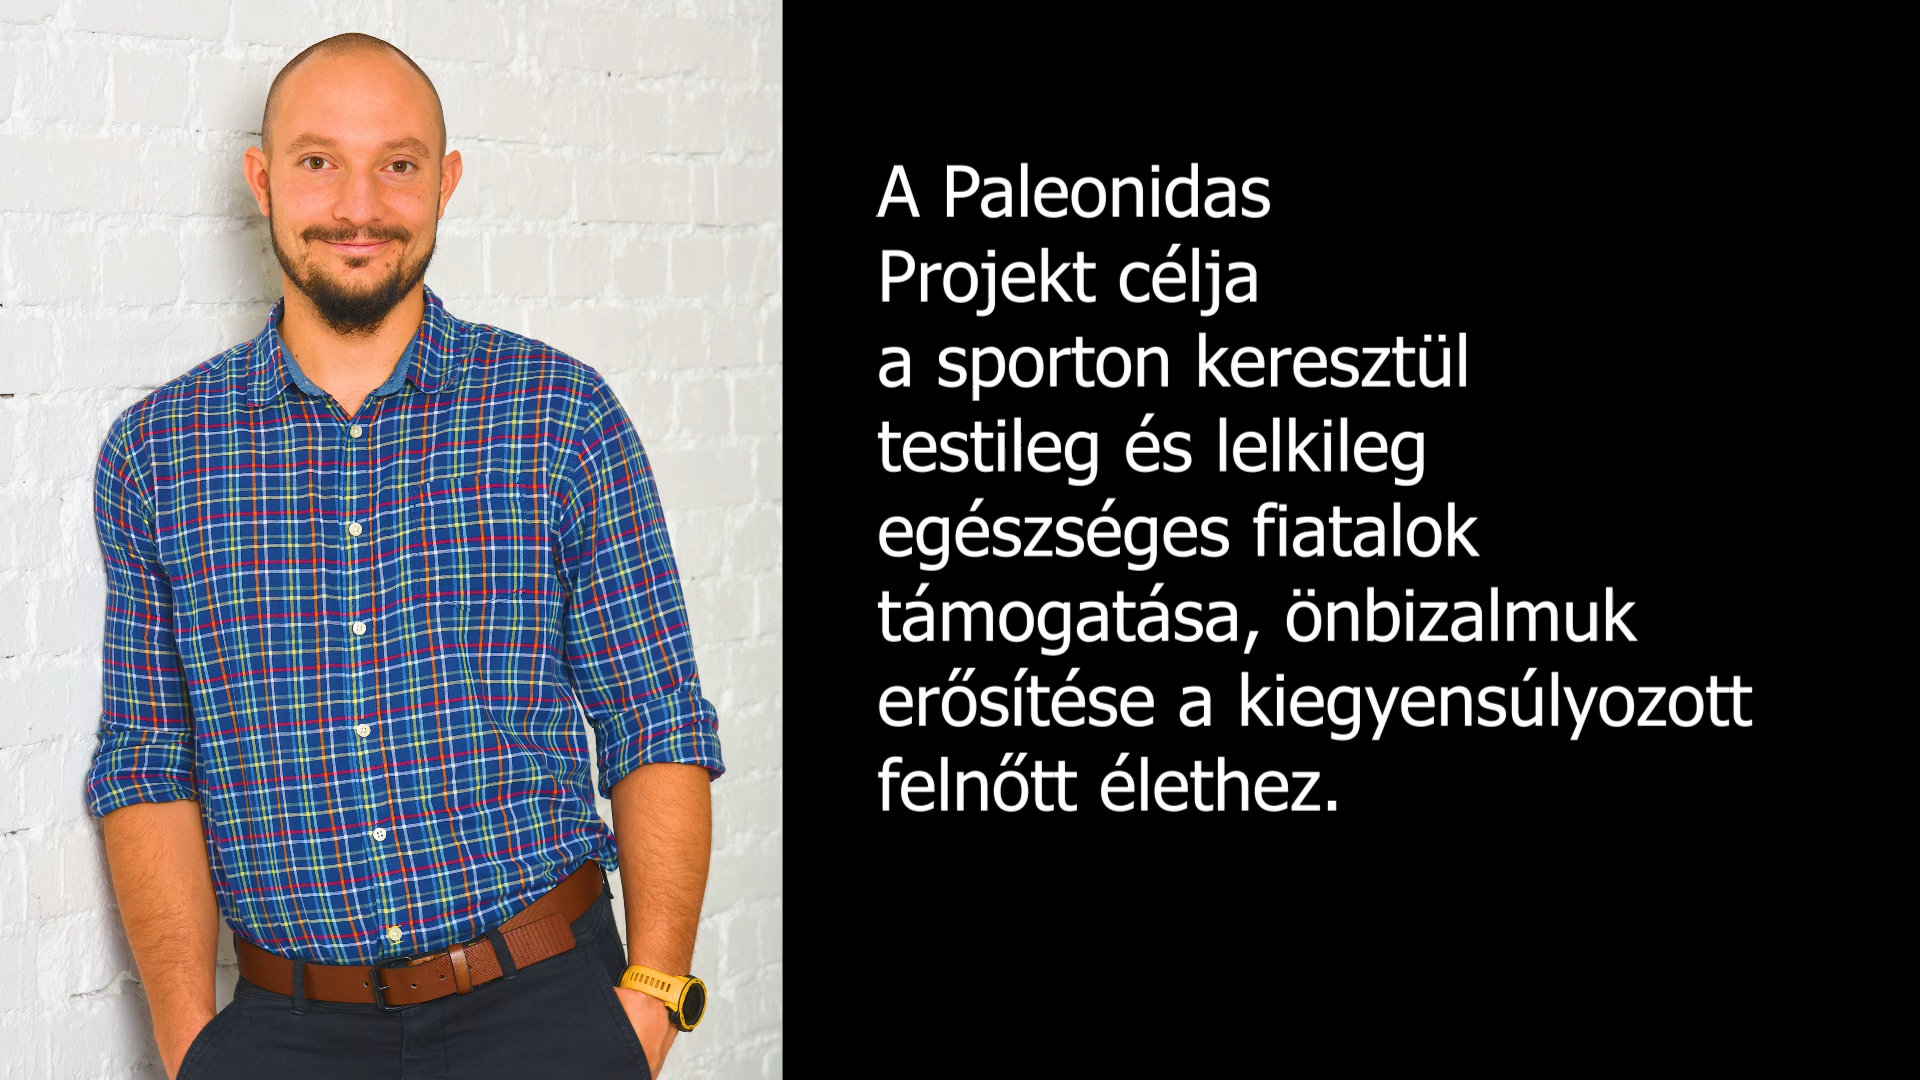 A Paleonidas
Projekt célja
a sporton keresztül
testileg és lelkileg
egészséges fiatalok
támogatása, önbizalmuk
erősítése a kiegyensúlyozott
felnőtt élethez.